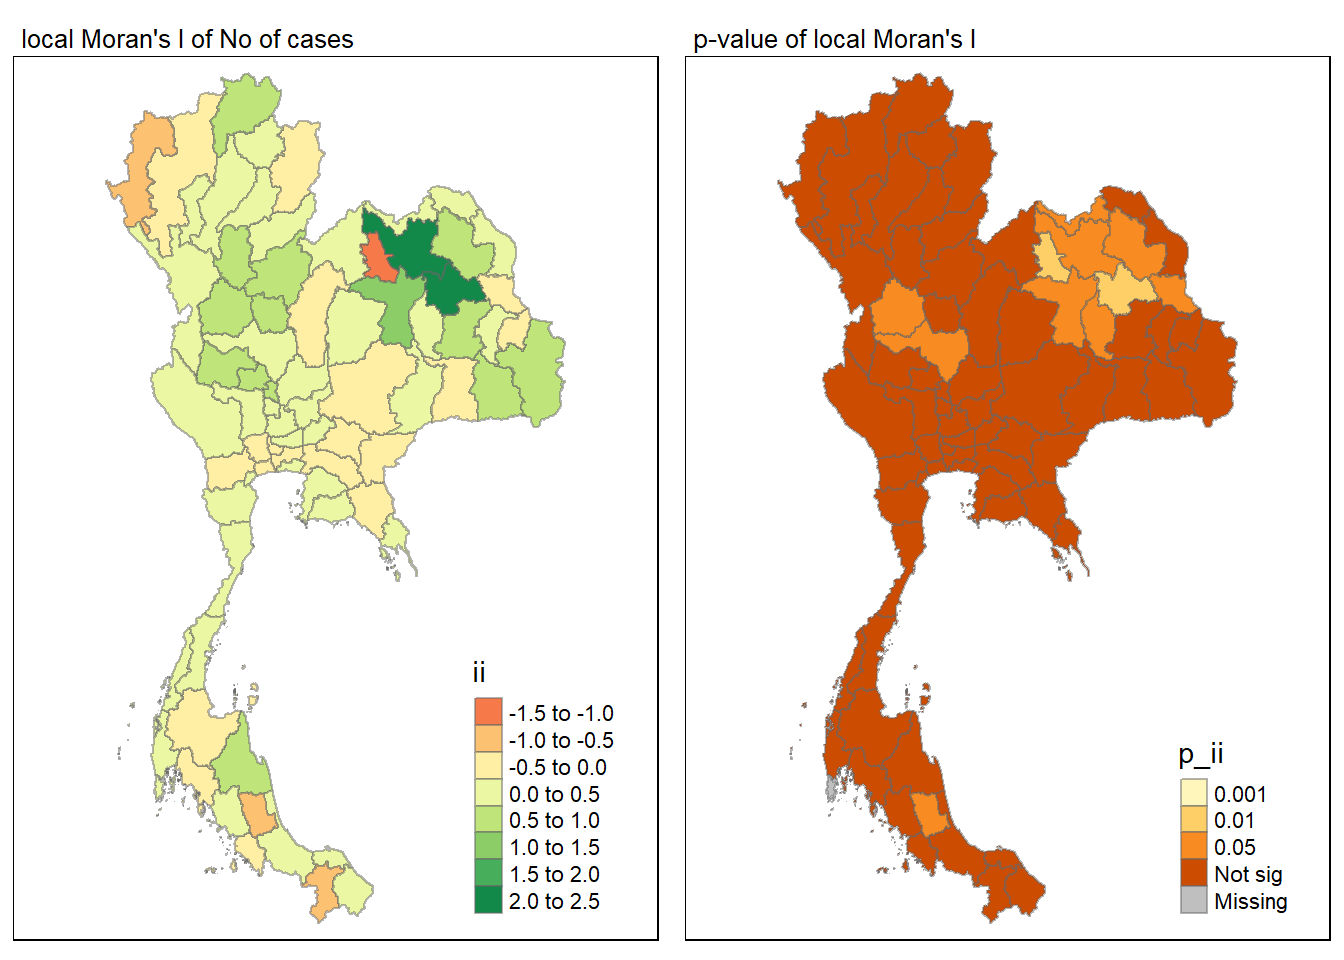 local Moran's I of No of cases
ii
-1.5 to -1.0
-1.0 to -0.5
-0.5 to 0.0
0.0 to 0.5
0.5 to 1.0
1.0 to 1.5
1.5 to 2.0
2.0 to 2.5
p-value of local Moran's I
p_ii
0.001
0.01
0.05
Not sig
Missing